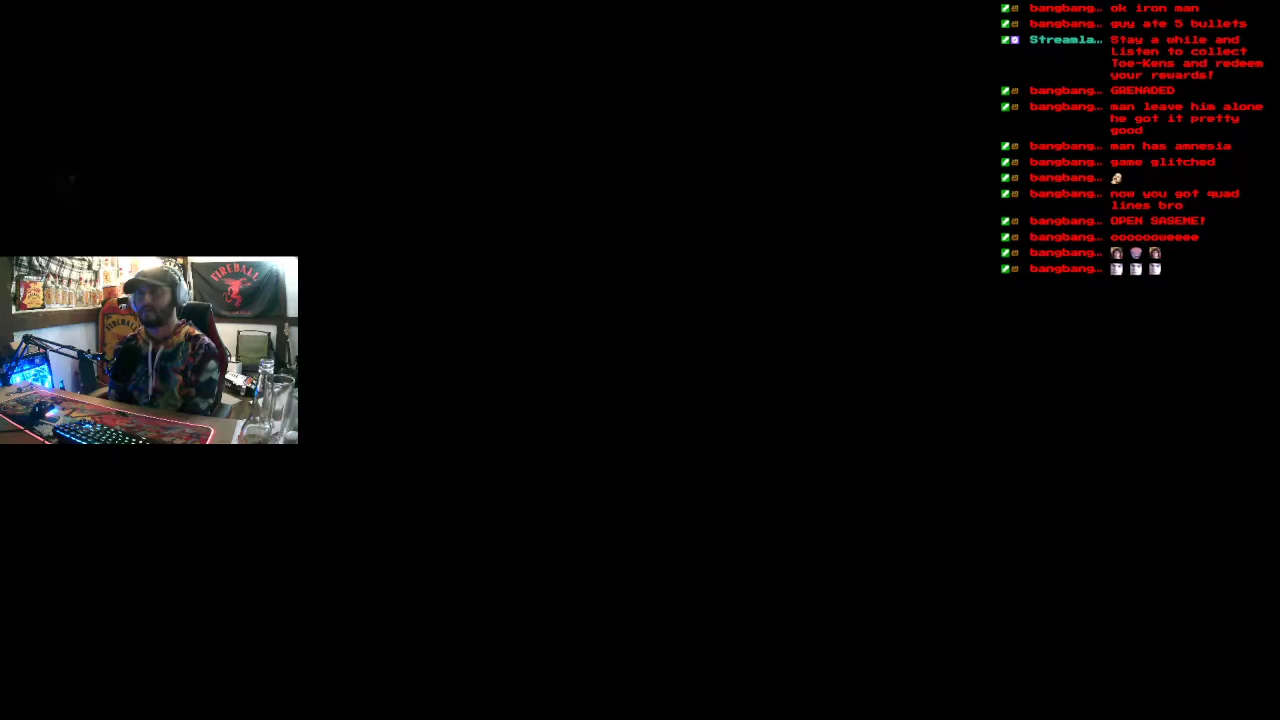 bangbang… ok iron man
bangbang… guy ate 5 bullets
Streamla… Stay a while and
Listen to collect
Toe-Kens and redeem
your rewards!
bangbang… GRENADED
bangbang… man leave him alone
he got it pretty
good
bangbang… man has amnesia
bangbang… game glitched
bangbang…
bangbang… now you got quad
lines bro
bangbang… OPEN SASEME!
bangbang… ooooooweeee
bangbang…
bangbang…
FIREBALL
FIREBALL